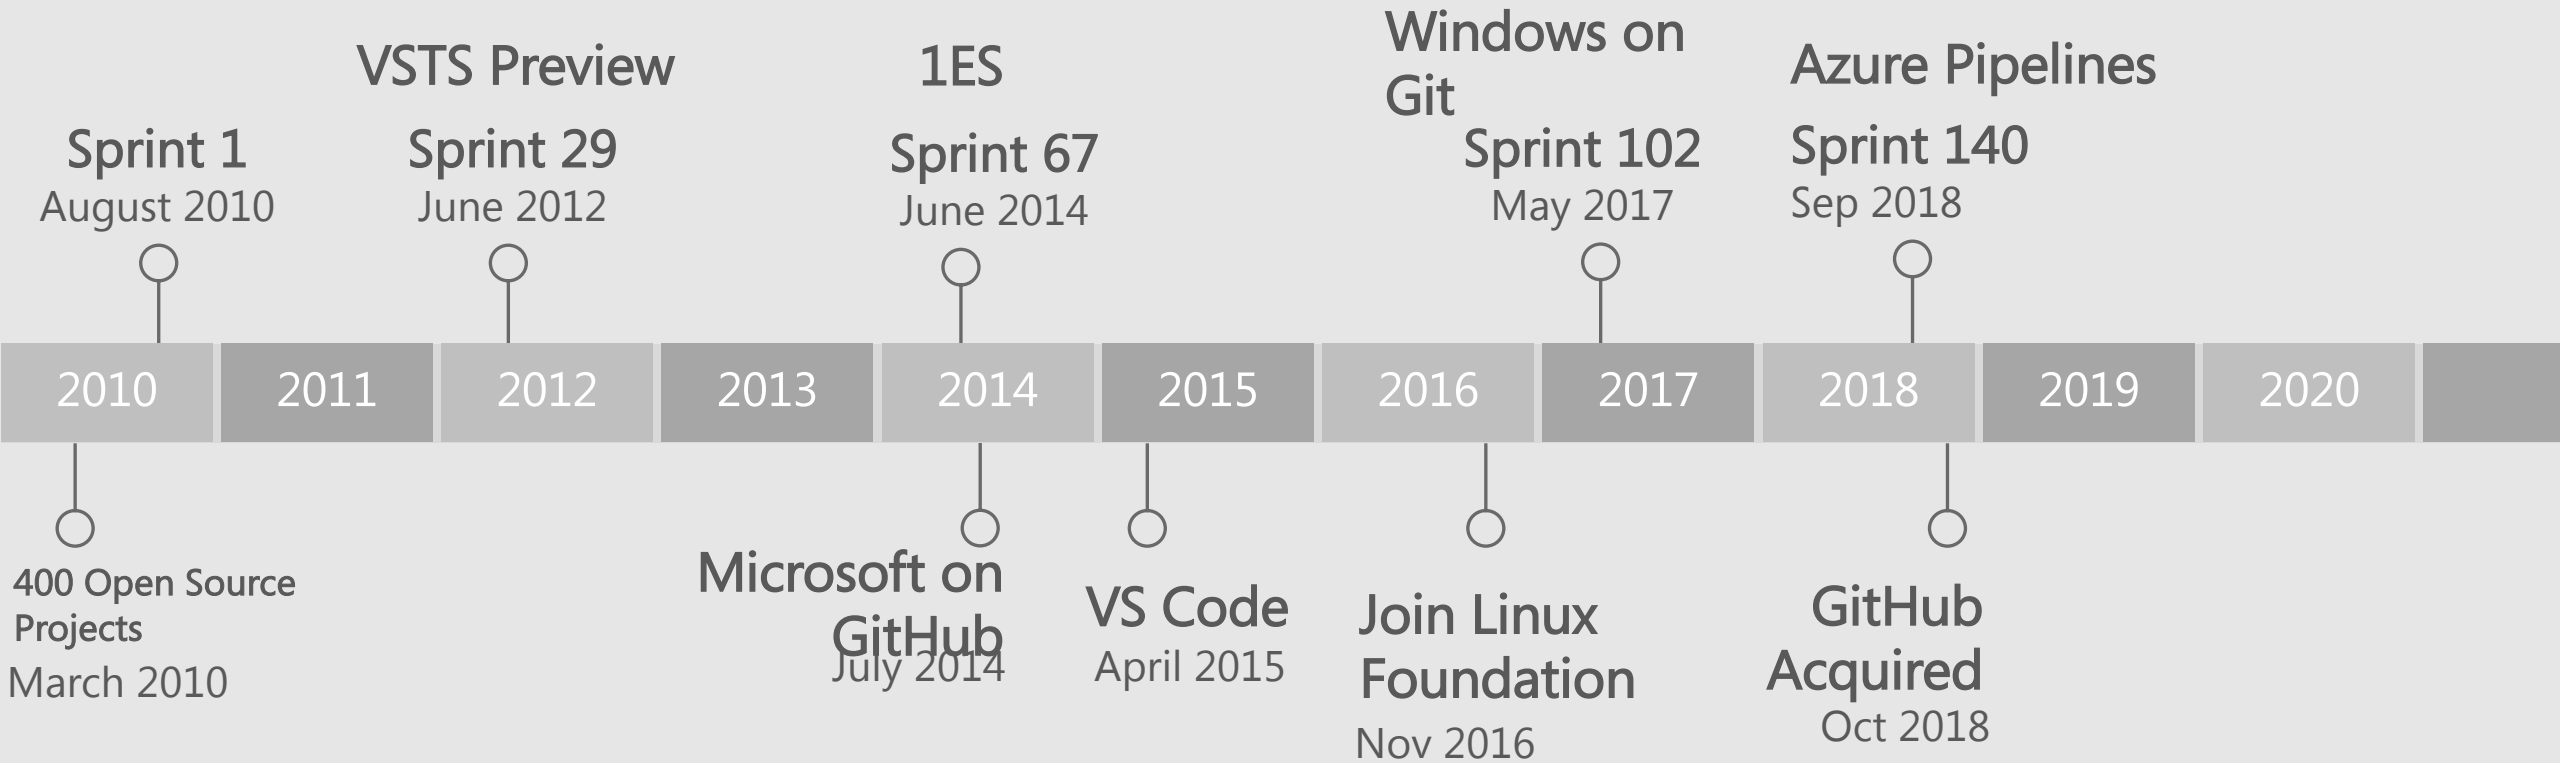 Sprint 1
August 2010
VSTS Preview
Sprint 29
June 2012
1ES
Sprint 67
June 2014
Windows on
Git
Sprint 102
May 2017
Azure Pipelines
Sprint 140
Sep 2018
2010
2011
2012
2013
2014
2015
2016
2017
2018
2019
2020
400 Open Source
Projects
March 2010
Microsoft on
GitHub
July 2014
VS Code
April 2015
Join Linux
Foundation
Nov 2016
GitHub
Acquired
Oct 2018